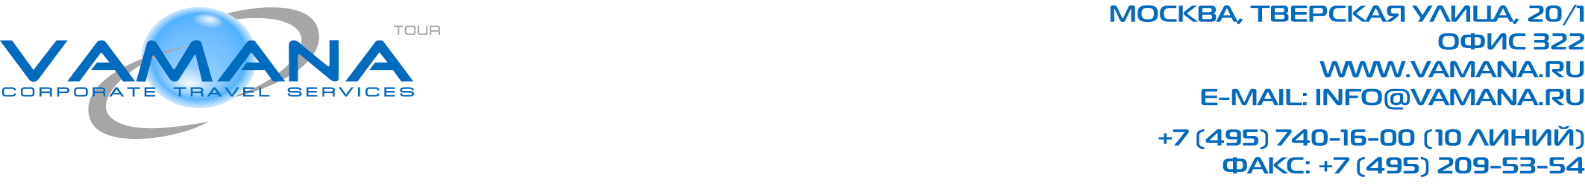 TOUR
VAMANA
CORPORATE TRAVEL SERVICES
МОСКВА, ТВЕРСКАЯ УЛИЦА, 20/1
ОФИС 322
WWW.VAMANA.RU
E-MAIL: INFO@VAMANA.RU
+7 (495) 740-16-00 (10 ЛИНИЙ)
ФАКС: +7 (495) 209-53-54